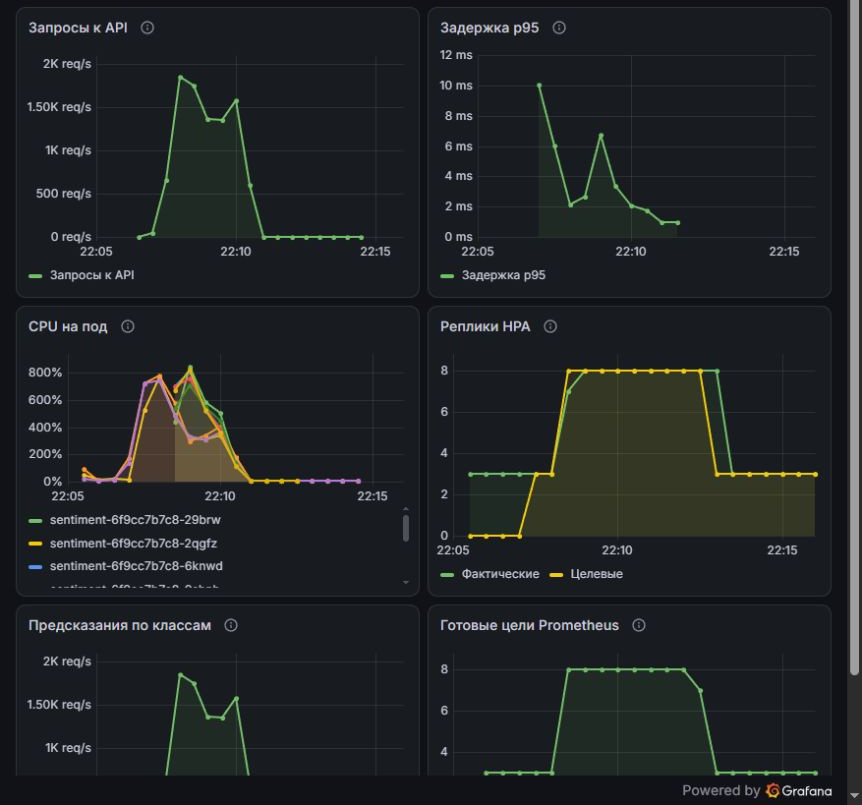 Запросы к API
2K req/s
1.50K req/s
1K req/s
500 req/s
0 req/s
22:05 22:10 22:15
Запросы к API
Задержка p95
12 ms
10 ms
8 ms
6 ms
4 ms
2 ms
0 ms
22:05 22:10 22:15
Задержка p95
CPU на под
800%
600%
400%
200%
0%
22:05 22:10 22:15
sentiment-6f9cc7b7c8-29brw
sentiment-6f9cc7b7c8-2qgfz
sentiment-6f9cc7b7c8-6knwd
Реплики HPA
8
6
4
2
0
22:05 22:10 22:15
Фактические Целевые
Предсказания по классам
2K req/s
1.50K req/s
1K req/s
Готовые цели Prometheus
8
6
4
Powered by Grafana